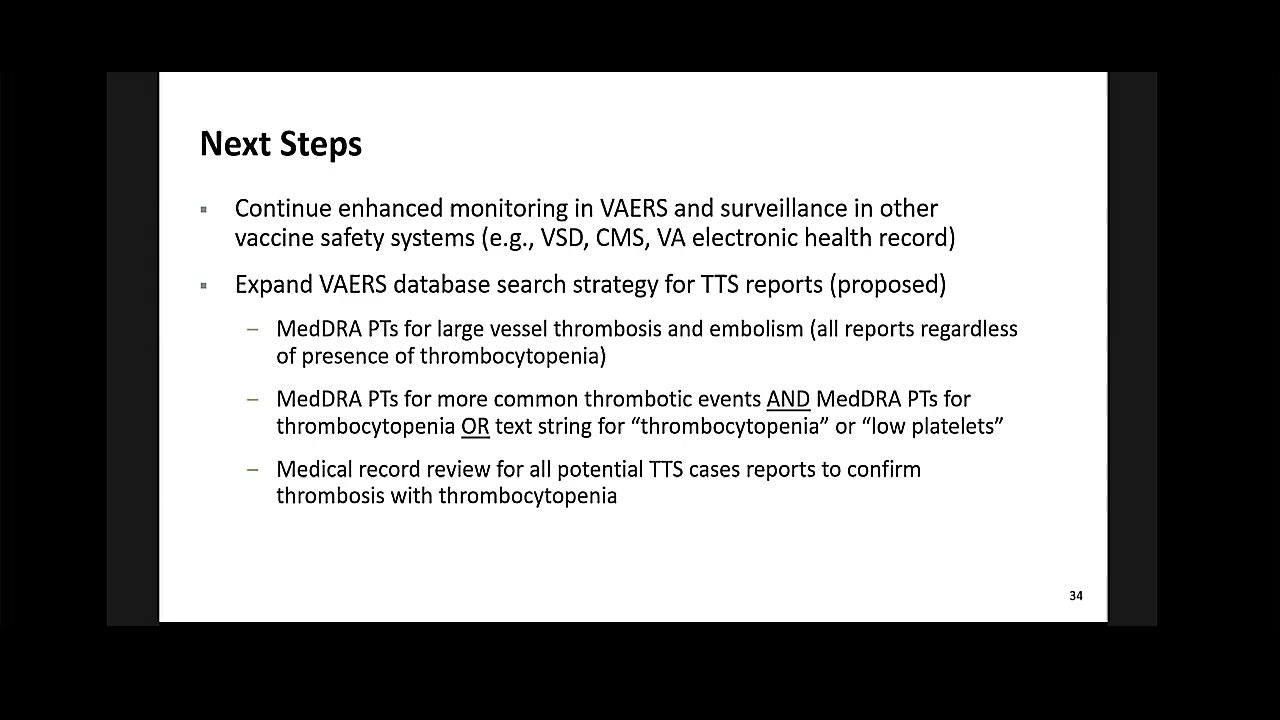 Next Steps
▪ Continue enhanced monitoring in VAERS and surveillance in other
vaccine safety systems (e.g., VSD, CMS, VA electronic health record)
▪ Expand VAERS database search strategy for TTS reports (proposed)
– MedDRA PTs for large vessel thrombosis and embolism (all reports regardless
of presence of thrombocytopenia)
– MedDRA PTs for more common thrombotic events AND MedDRA PTs for
thrombocytopenia OR text string for “thrombocytopenia” or “low platelets”
– Medical record review for all potential TTS cases reports to confirm
thrombosis with thrombocytopenia
34